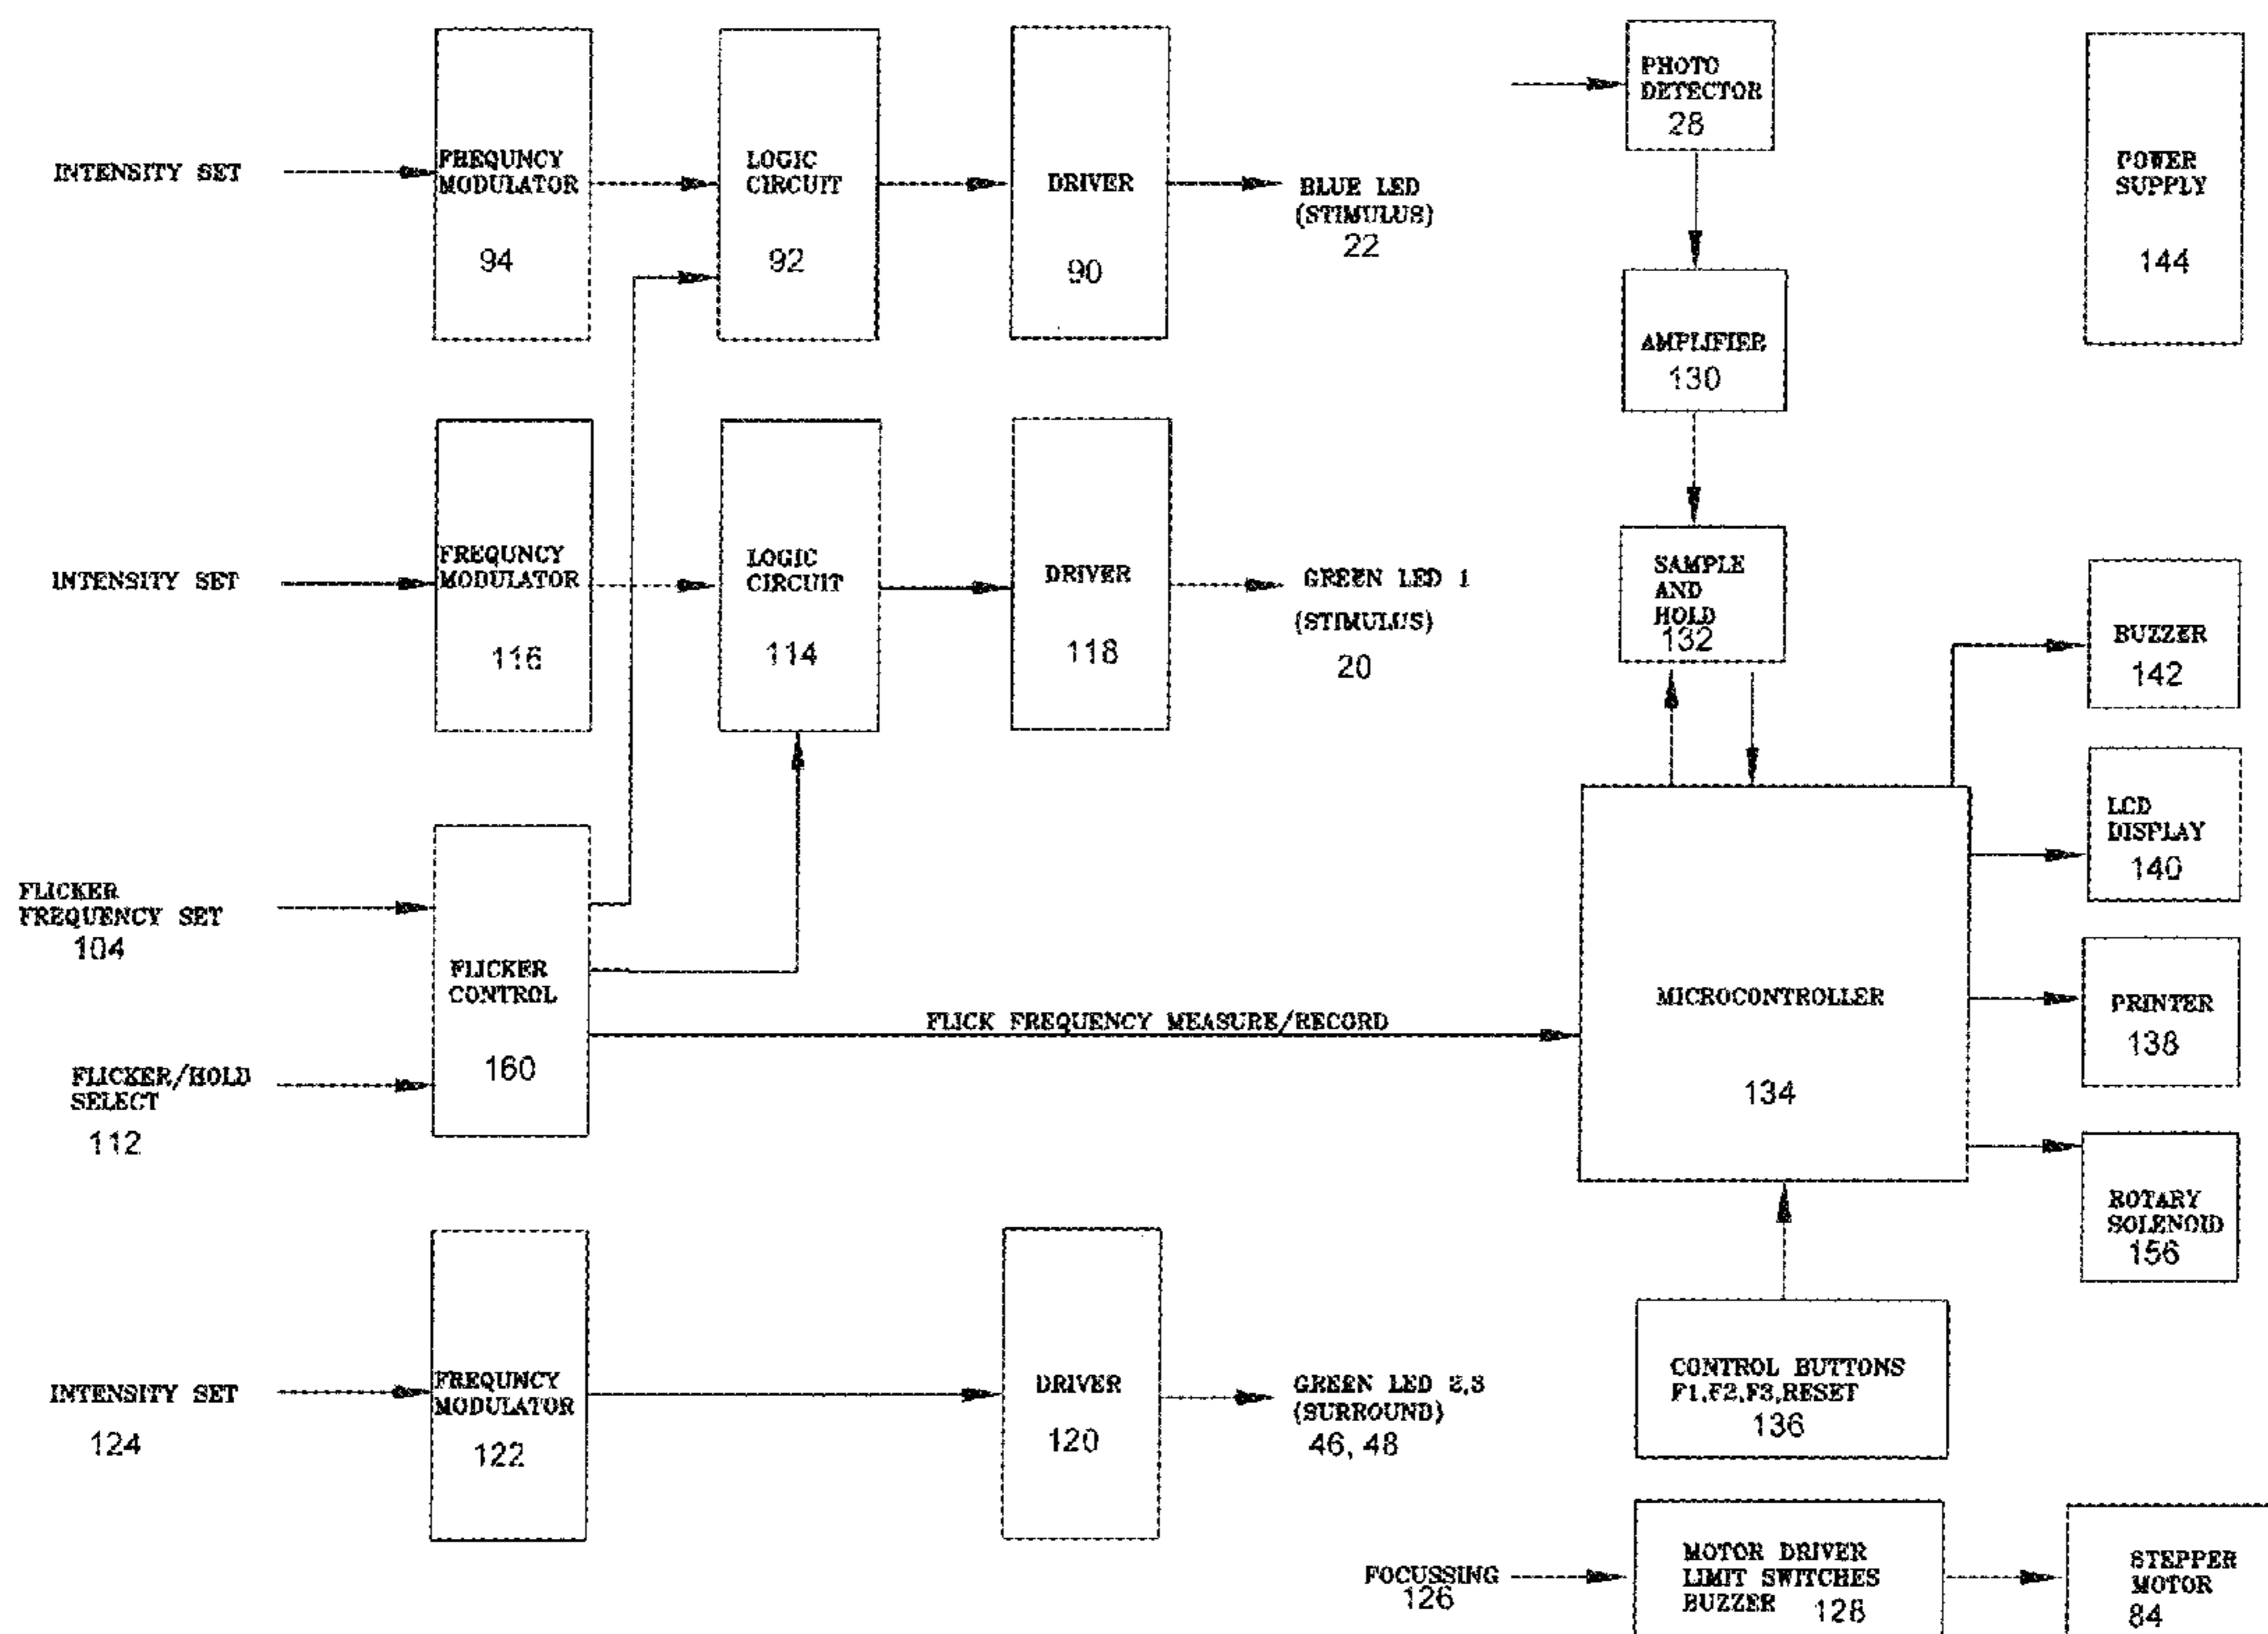 INTENSITY SET
FREQUNCY
MODULATOR
94
LOGIC
CIRCUIT
92
DRIVER
90
BLUE LED
(STIMULUS)
22
PHOTO
DETECTOR
28
POWER
SUPPLY
144
AMPLIFIER
130
INTENSITY SET
FREQUNCY
MODULATOR
116
LOGIC
CIRCUIT
114
DRIVER
118
GREEN LED 1
(STIMULUS)
20
SAMPLE
AND
HOLD
132
BUZZER
142
LCD
DISPLAY
140
FLICKER
FREQUENCY SET
104
FLICKER
CONTROL
160
FLICK FREQUENCY MEASURE/RECORD
MICROCONTROLLER
134
PRINTER
138
FLICKER/HOLD
SELECT
112
ROTARY
SOLENOID
156
INTENSITY SET
124
FREQUNCY
MODULATOR
122
DRIVER
120
GREEN LED 2,3
(SURROUND)
46, 48
CONTROL BUTTONS
F1,F2,F3,RESET
136
FOCUSSING
126
MOTOR DRIVER
LIMIT SWITCHES
BUZZER 128
STEPPER
MOTOR
84